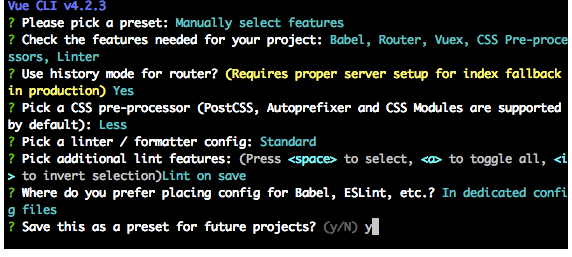 Vue CLI v4.2.3
? Please pick a preset: Manually select features
? Check the features needed for your project: Babel, Router, Vuex, CSS Pre-proce
ssors, Linter
? Use history mode for router? (Requires proper server setup for index fallback
in production) Yes
? Pick a CSS pre-processor (PostCSS, Autoprefixer and CSS Modules are supported
by default): Less
? Pick a linter / formatter config: Standard
? Pick additional lint features: (Press <space> to select, <a> to toggle all, <i
> to invert selection)Lint on save
? Where do you prefer placing config for Babel, ESLint, etc.? In dedicated confi
g files
? Save this as a preset for future projects? (y/N) y